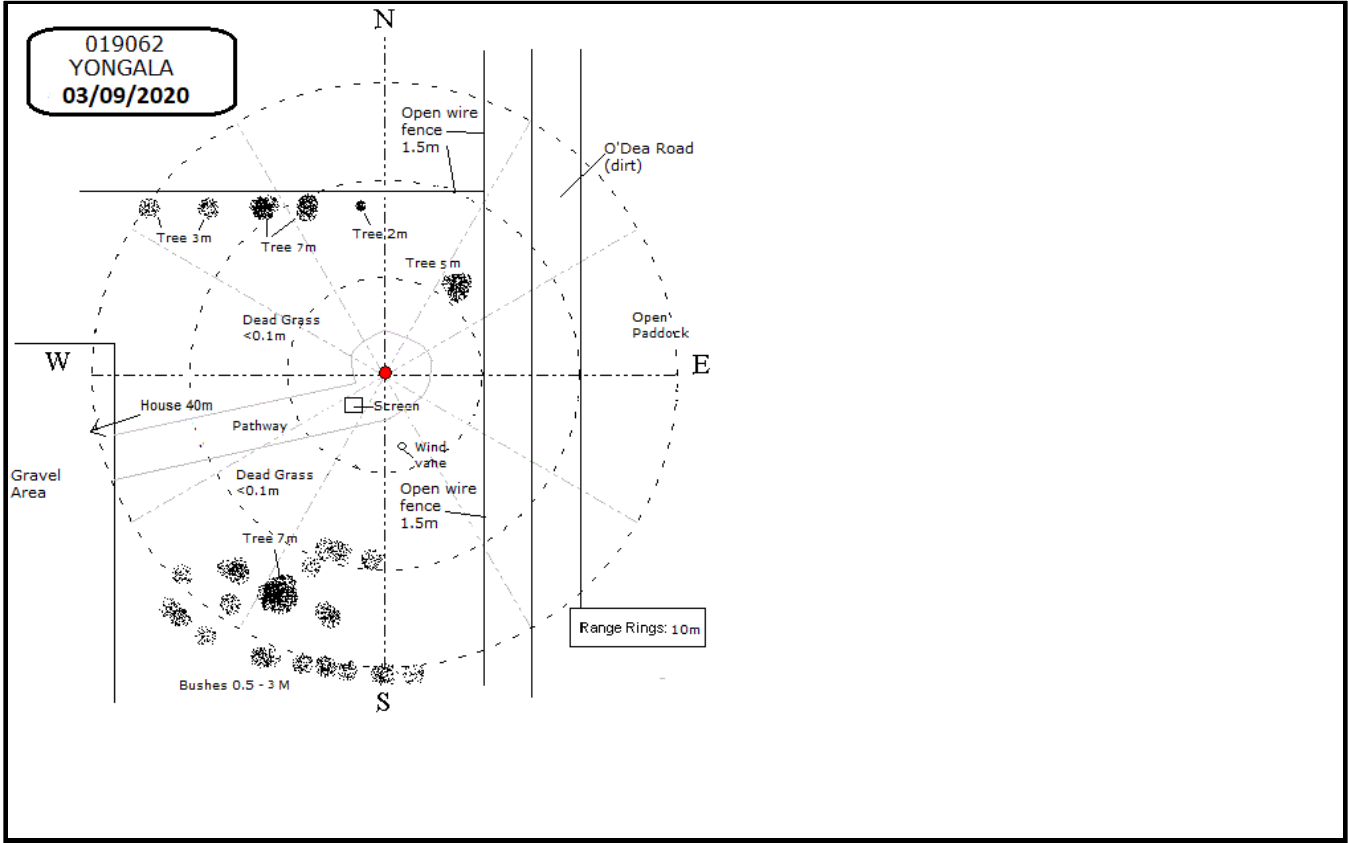 019062
YONGALA
03/09/2020
N
Open wire
fence
1.5m
O'Dea Road
(dirt)
Tree 3m
Tree 7m
Tree 2m
Tree 5m
Dead Grass
<0.1m
Open
Paddock
W
E
House 40m
Screen
Pathway
Wind
vane
Gravel
Area
Dead Grass
<0.1m
Open wire
fence
1.5m
Tree 7m
Range Rings: 10m
Bushes 0.5 - 3 M
S